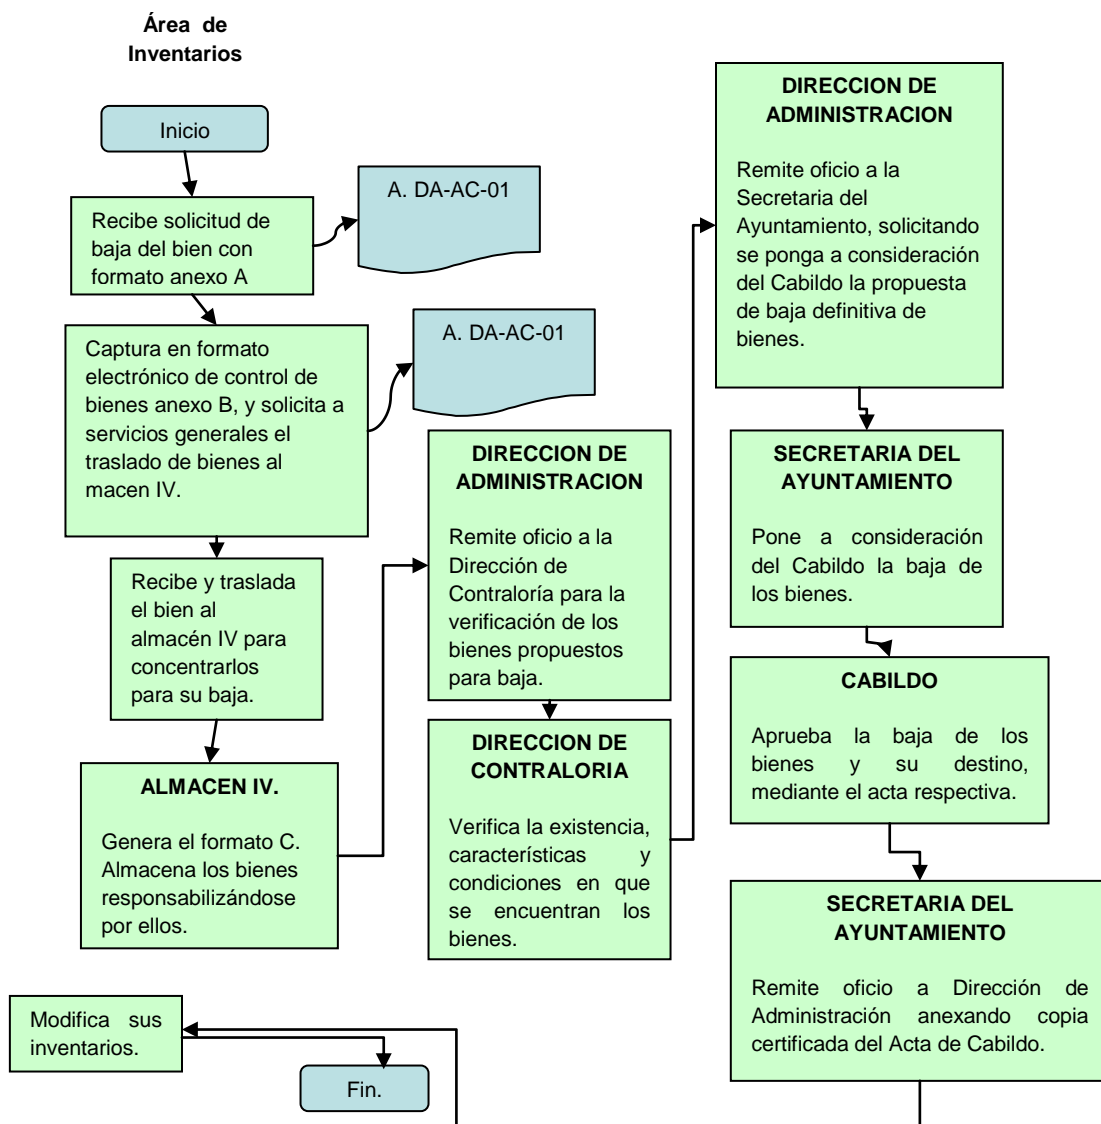 Área de
Inventarios
Inicio
A. DA-AC-01
Recibe solicitud de
baja del bien con
formato anexo A
Captura en formato
electrónico de control de
bienes anexo B, y solicita a
servicios generales el
traslado de bienes al
macen IV.
A. DA-AC-01
Recibe y traslada
el bien al
almacén IV para
concentrarlos
para su baja.
ALMACEN IV.
Genera el formato C.
Almacena los bienes
responsabilizándose
por ellos.
DIRECCION DE
ADMINISTRACION
Remite oficio a la
Dirección de
Contraloría para la
verificación de los
bienes propuestos
para baja.
DIRECCION DE
CONTRALORIA
Verifica la existencia,
características y
condiciones en que
se encuentran los
bienes.
DIRECCION DE
ADMINISTRACION
Remite oficio a la
Secretaria del
Ayuntamiento, solicitando
se ponga a consideración
del Cabildo la propuesta
de baja definitiva de
bienes.
SECRETARIA DEL
AYUNTAMIENTO
Pone a consideración
del Cabildo la baja de
los bienes.
CABILDO
Aprueba la baja de los
bienes y su destino,
mediante el acta respectiva.
SECRETARIA DEL
AYUNTAMIENTO
Remite oficio a Dirección de
Administración anexando copia
certificada del Acta de Cabildo.
Modifica sus
inventarios.
Fin.